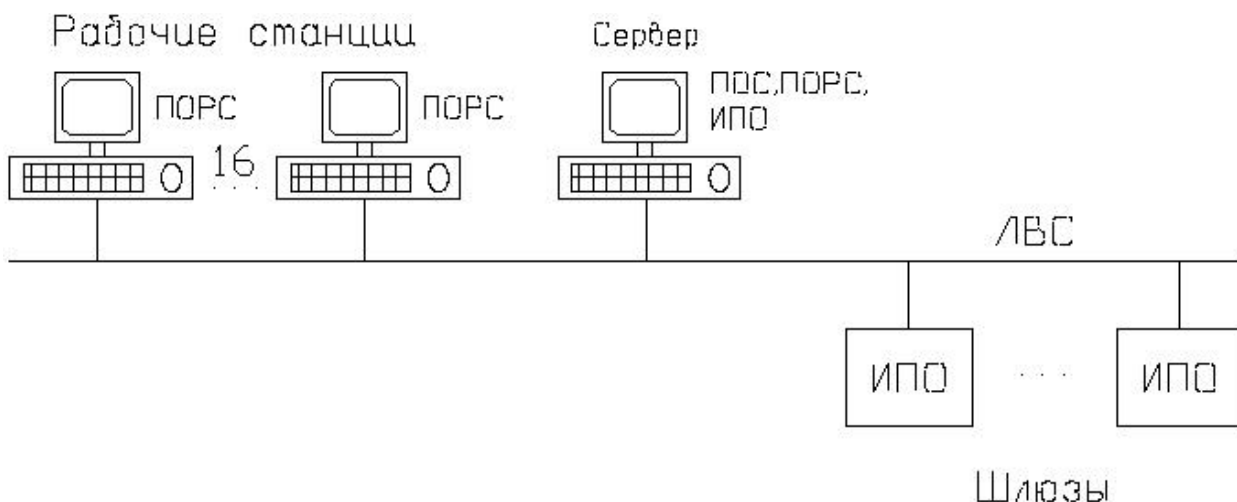 Рабочие станции
Сервер
ПОРС
ПОРС
ПОС,ПОРС,
ИПО
16
ЛВС
ИПО
ИПО
Шлюзы